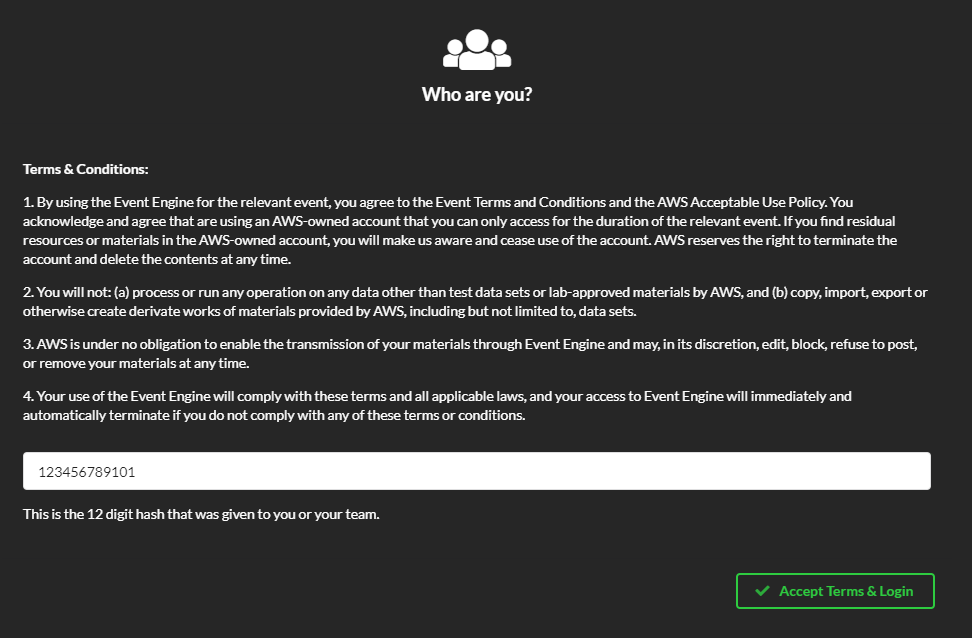 Who are you?
Terms & Conditions:
1. By using the Event Engine for the relevant event, you agree to the Event Terms and Conditions and the AWS Acceptable Use Policy. You
acknowledge and agree that are using an AWS-owned account that you can only access for the duration of the relevant event. If you find residual
resources or materials in the AWS-owned account, you will make us aware and cease use of the account. AWS reserves the right to terminate the
account and delete the contents at any time.
2. You will not: (a) process or run any operation on any data other than test data sets or lab-approved materials by AWS, and (b) copy, import, export or
otherwise create derivate works of materials provided by AWS, including but not limited to, data sets.
3. AWS is under no obligation to enable the transmission of your materials through Event Engine and may, in its discretion, edit, block, refuse to post,
or remove your materials at any time.
4. Your use of the Event Engine will comply with these terms and all applicable laws, and your access to Event Engine will immediately and
automatically terminate if you do not comply with any of these terms or conditions.
123456789101
This is the 12 digit hash that was given to you or your team.
Accept Terms & Login